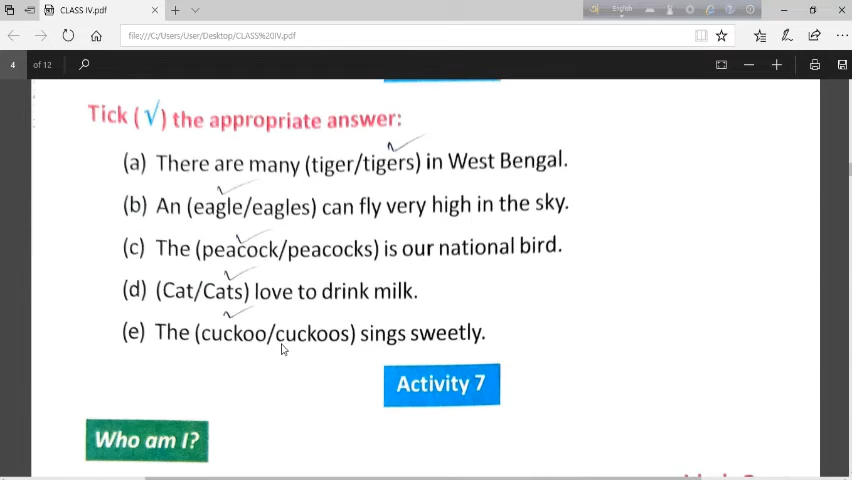 CLASS IV.pdf
English
file:///C:/Users/User/Desktop/CLASS%20IV.pdf
4 of 12
Tick (√) the appropriate answer:
(a) There are many (tiger/tigers) in West Bengal.
(b) An (eagle/eagles) can fly very high in the sky.
(c) The (peacock/peacocks) is our national bird.
(d) (Cat/Cats) love to drink milk.
(e) The (cuckoo/cuckoos) sings sweetly.
Activity 7
Who am I?